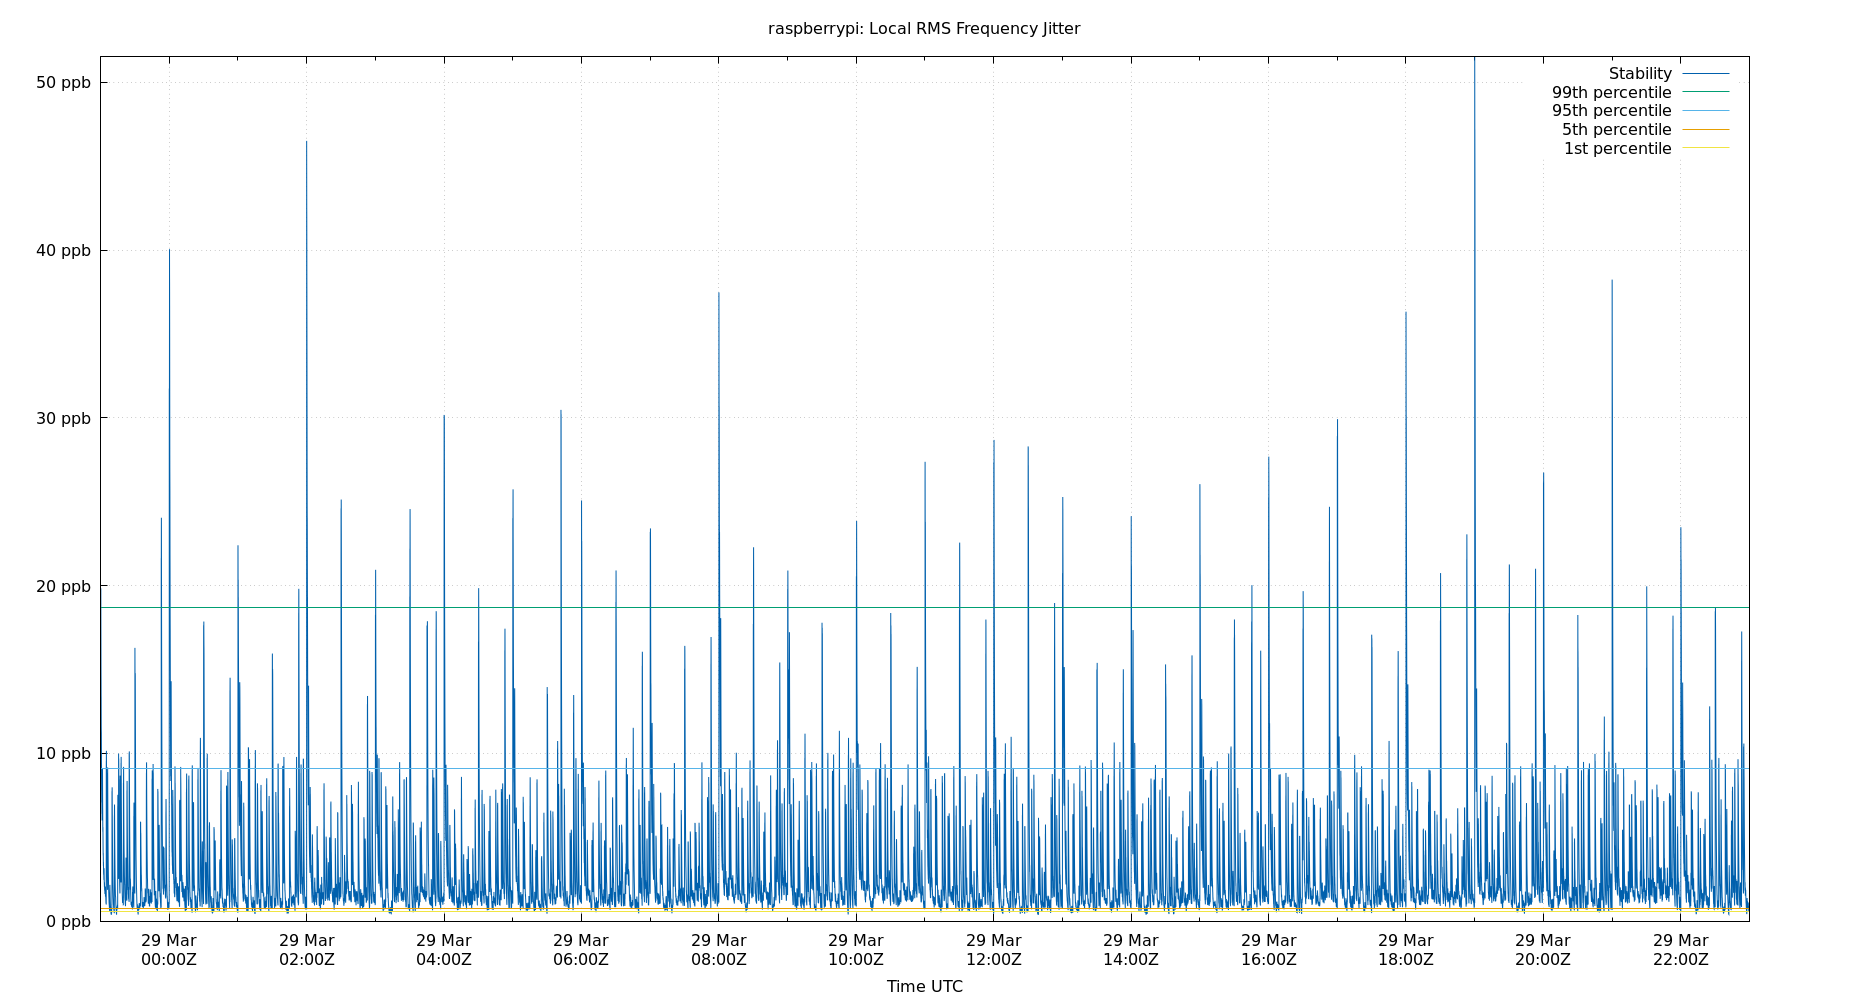 raspberrypi: Local RMS Frequency Jitter
50 ppb
40 ppb
30 ppb
20 ppb
10 ppb
0 ppb
Stability
99th percentile
95th percentile
5th percentile
1st percentile
29 Mar 29 Mar 29 Mar 29 Mar 29 Mar 29 Mar 29 Mar 29 Mar 29 Mar 29 Mar 29 Mar 29 Mar
00:00Z 02:00Z 04:00Z 06:00Z 08:00Z 10:00Z 12:00Z 14:00Z 16:00Z 18:00Z 20:00Z 22:00Z
Time UTC